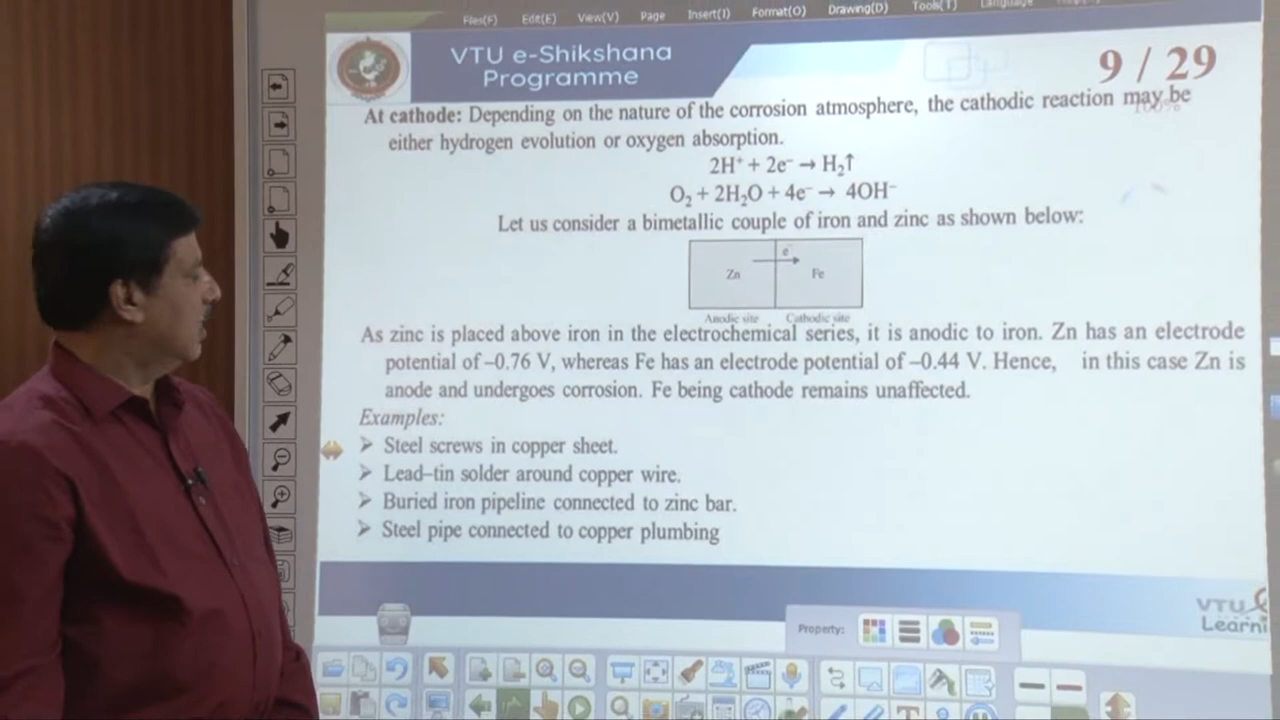 Files(F) Edit(E) View(V) Page Insert(I) Format(O) Drawing(D) Tools(T) Language
VTU e-Shikshana
Programme
9 / 29
100%
At cathode: Depending on the nature of the corrosion atmosphere, the cathodic reaction may be
either hydrogen evolution or oxygen absorption.
2H⁺ + 2e⁻ → H₂↑
O₂ + 2H₂O + 4e⁻ → 4OH⁻
Let us consider a bimetallic couple of iron and zinc as shown below:
e⁻
Zn Fe
Anodic site Cathodic site
As zinc is placed above iron in the electrochemical series, it is anodic to iron. Zn has an electrode
potential of –0.76 V, whereas Fe has an electrode potential of –0.44 V. Hence, in this case Zn is
anode and undergoes corrosion. Fe being cathode remains unaffected.
Examples:
➢ Steel screws in copper sheet.
➢ Lead–tin solder around copper wire.
➢ Buried iron pipeline connected to zinc bar.
➢ Steel pipe connected to copper plumbing
VTU
Learni
Property: